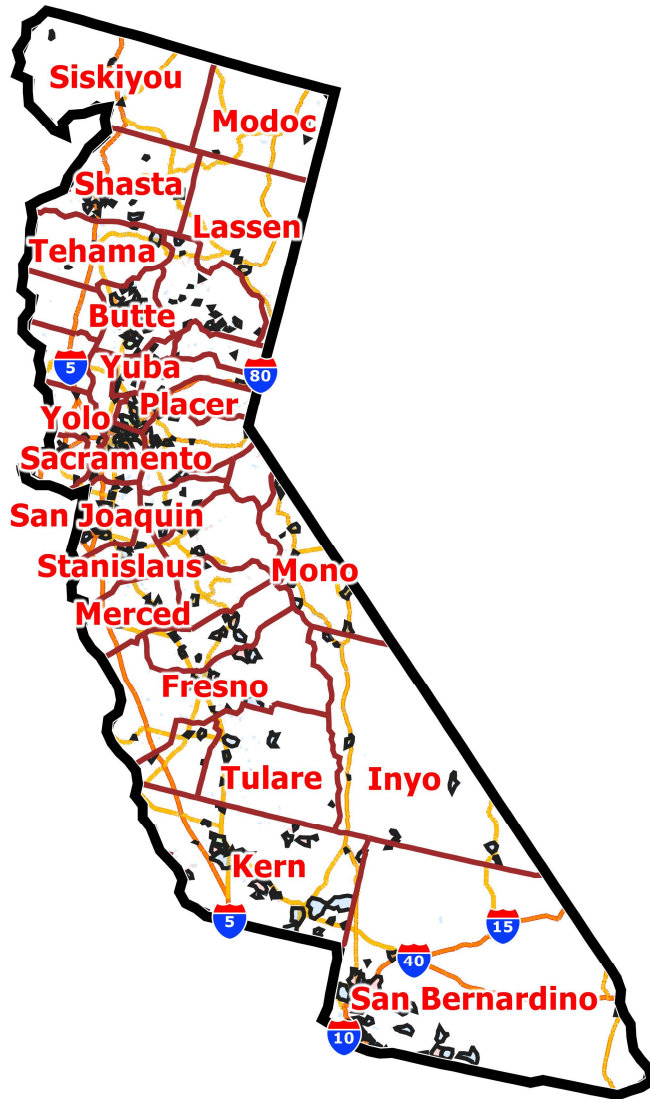 Siskiyou
Modoc
Shasta
Lassen
Tehama
Butte
5
Yuba
80
Placer
Yolo
Sacramento
San Joaquin
Stanislaus
Mono
Merced
Fresno
Tulare
Inyo
Kern
5
15
40
San Bernardino
10